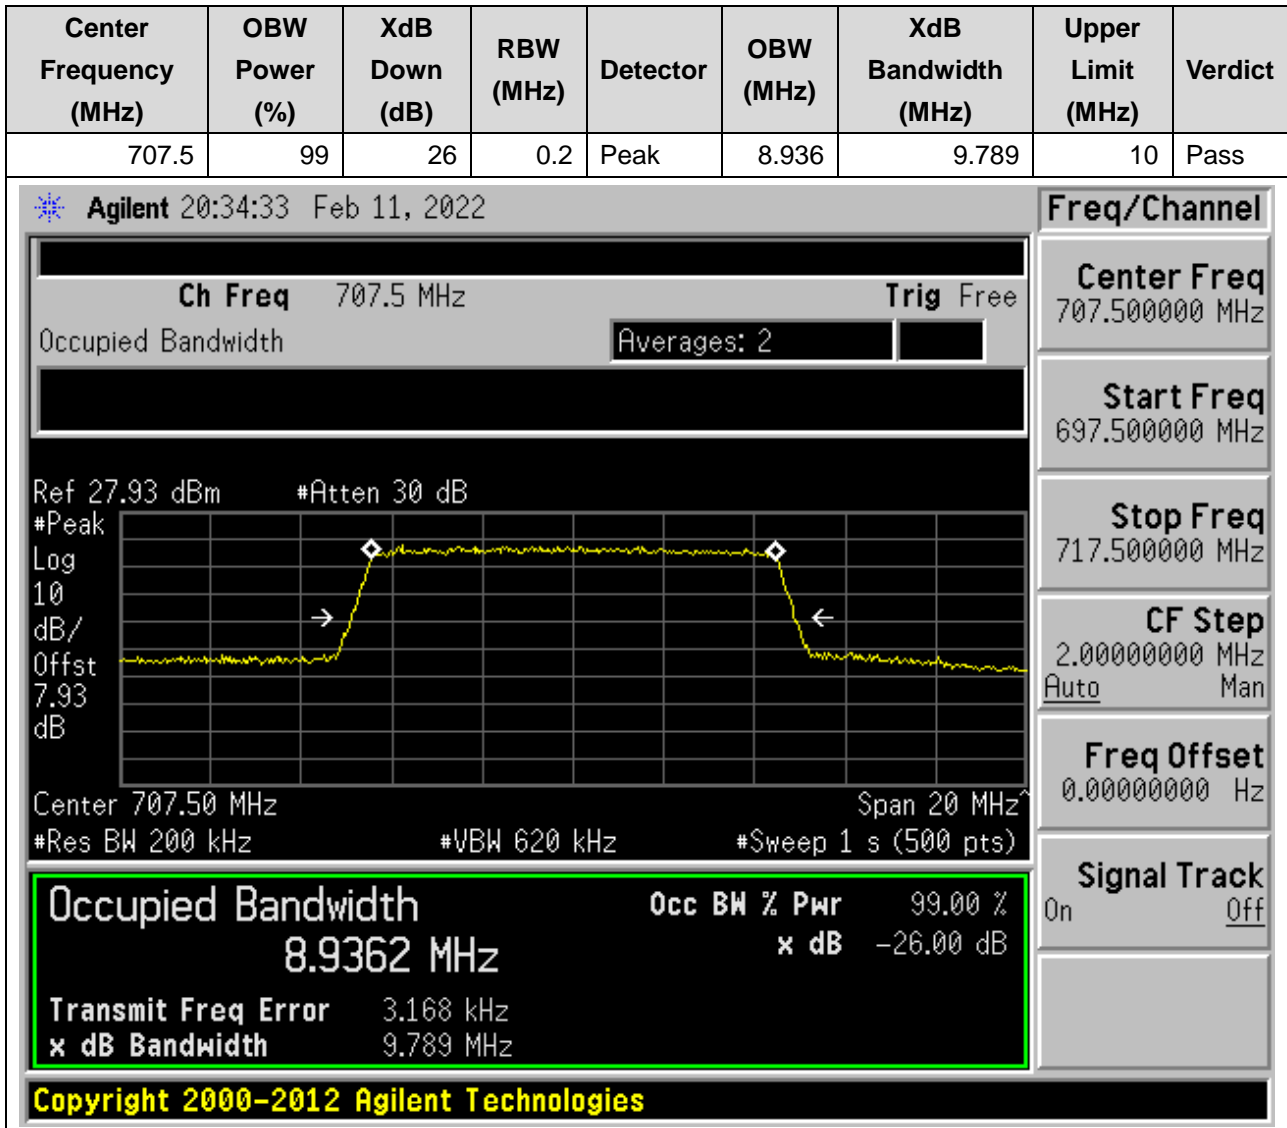 Center Frequency (MHz) OBW Power (%) XdB Down (dB) RBW (MHz) Detector OBW (MHz) XdB Bandwidth (MHz) Upper Limit (MHz) Verdict
707.5 99 26 0.2 Peak 8.936 9.789 10 Pass
Agilent 20:34:33 Feb 11, 2022
Freq/Channel
Ch Freq 707.5 MHz Trig Free
Occupied Bandwidth Averages: 2
Center Freq
707.500000 MHz
Start Freq
697.500000 MHz
Stop Freq
717.500000 MHz
CF Step
2.00000000 MHz
Auto Man
Freq Offset
0.00000000 Hz
Signal Track
On Off
Ref 27.93 dBm #Atten 30 dB
#Peak
Log
10
dB/
Offst
7.93
dB
Center 707.50 MHz Span 20 MHz^
#Res BW 200 kHz #VBW 620 kHz #Sweep 1 s (500 pts)
Occupied Bandwidth Occ BW % Pwr 99.00 %
8.9362 MHz x dB -26.00 dB
Transmit Freq Error 3.168 kHz
x dB Bandwidth 9.789 MHz
Copyright 2000-2012 Agilent Technologies